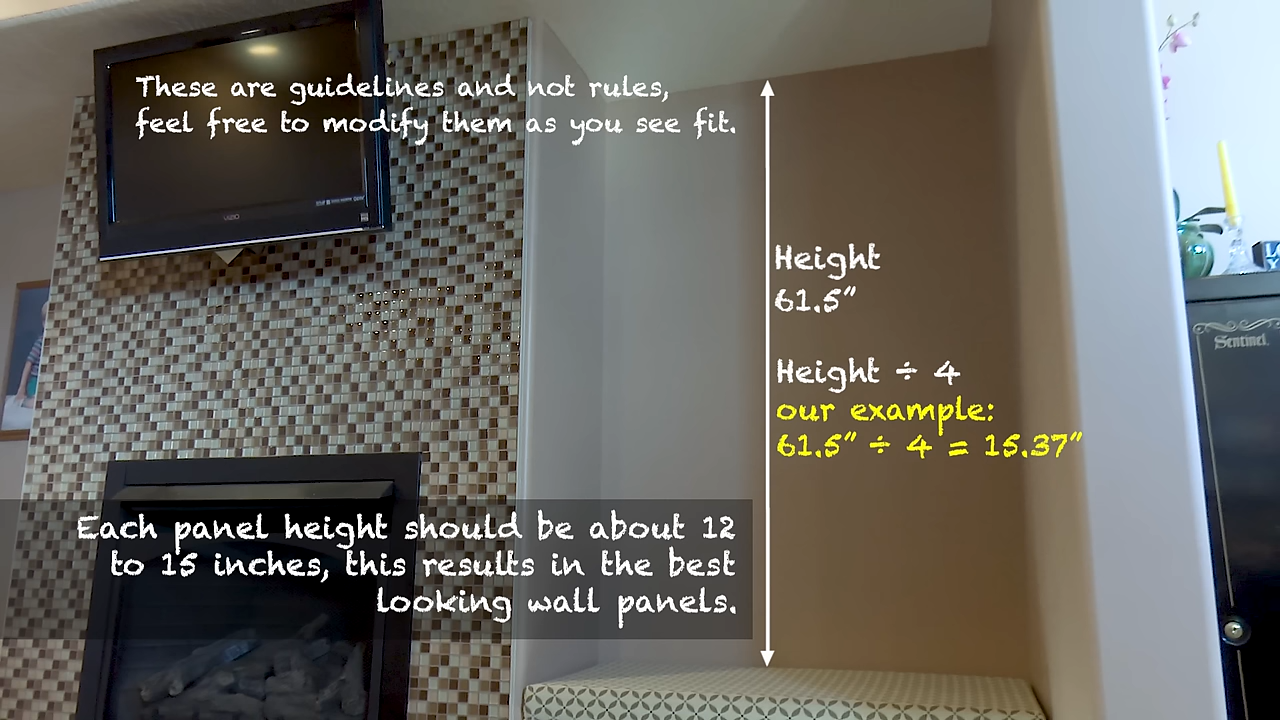 These are guidelines and not rules,
feel free to modify them as you see fit.
VIZIO
Height
61.5”
Height ÷ 4
our example:
61.5” ÷ 4 = 15.37”
Sentinel
Each panel height should be about 12
to 15 inches, this results in the best
looking wall panels.